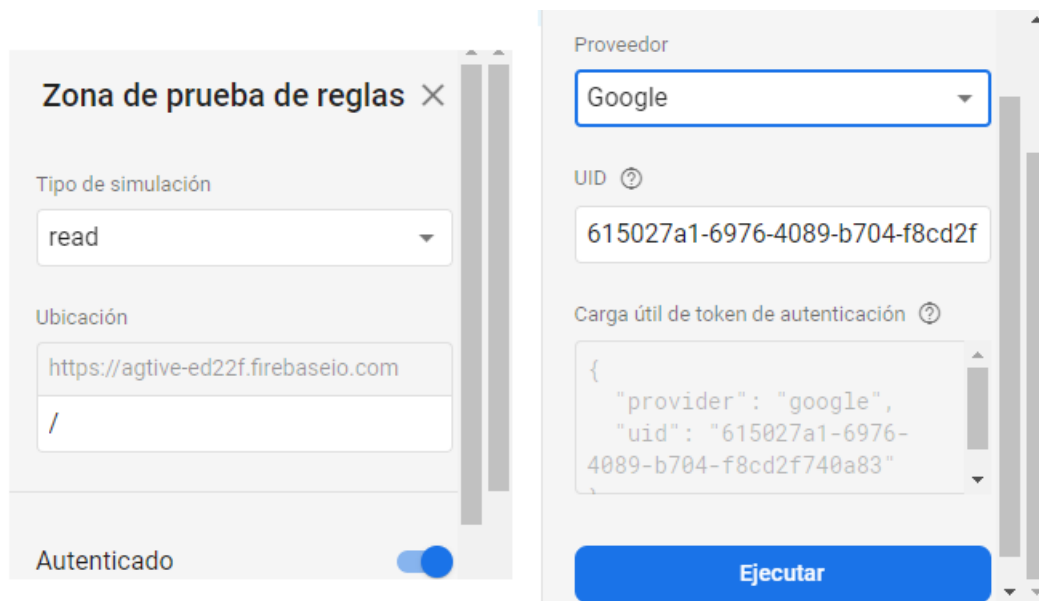 Zona de prueba de reglas
Tipo de simulación
read
Ubicación
https://agtive-ed22f.firebaseio.com
/
Autenticado
Proveedor
Google
UID
615027a1-6976-4089-b704-f8cd2f
Carga útil de token de autenticación
{
"provider": "google",
"uid": "615027a1-6976-
4089-b704-f8cd2f740a83"
}
Ejecutar